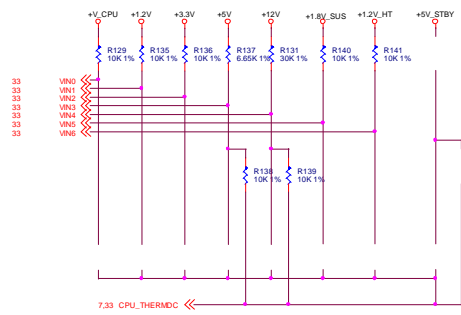 +V_CPU +1.2V +3.3V +5V +12V +1.8V_SUS +1.2V_HT +5V_STBY
R129 R135 R136 R137 R131 R140 R141
10K 1% 10K 1% 10K 1% 6.65K 1% 30K 1% 10K 1% 10K 1%
33 VIN0
33 VIN1
33 VIN2
33 VIN3
33 VIN4
33 VIN5
33 VIN6
R138 R139
10K 1% 10K 1%
7,33 CPU_THERMDC